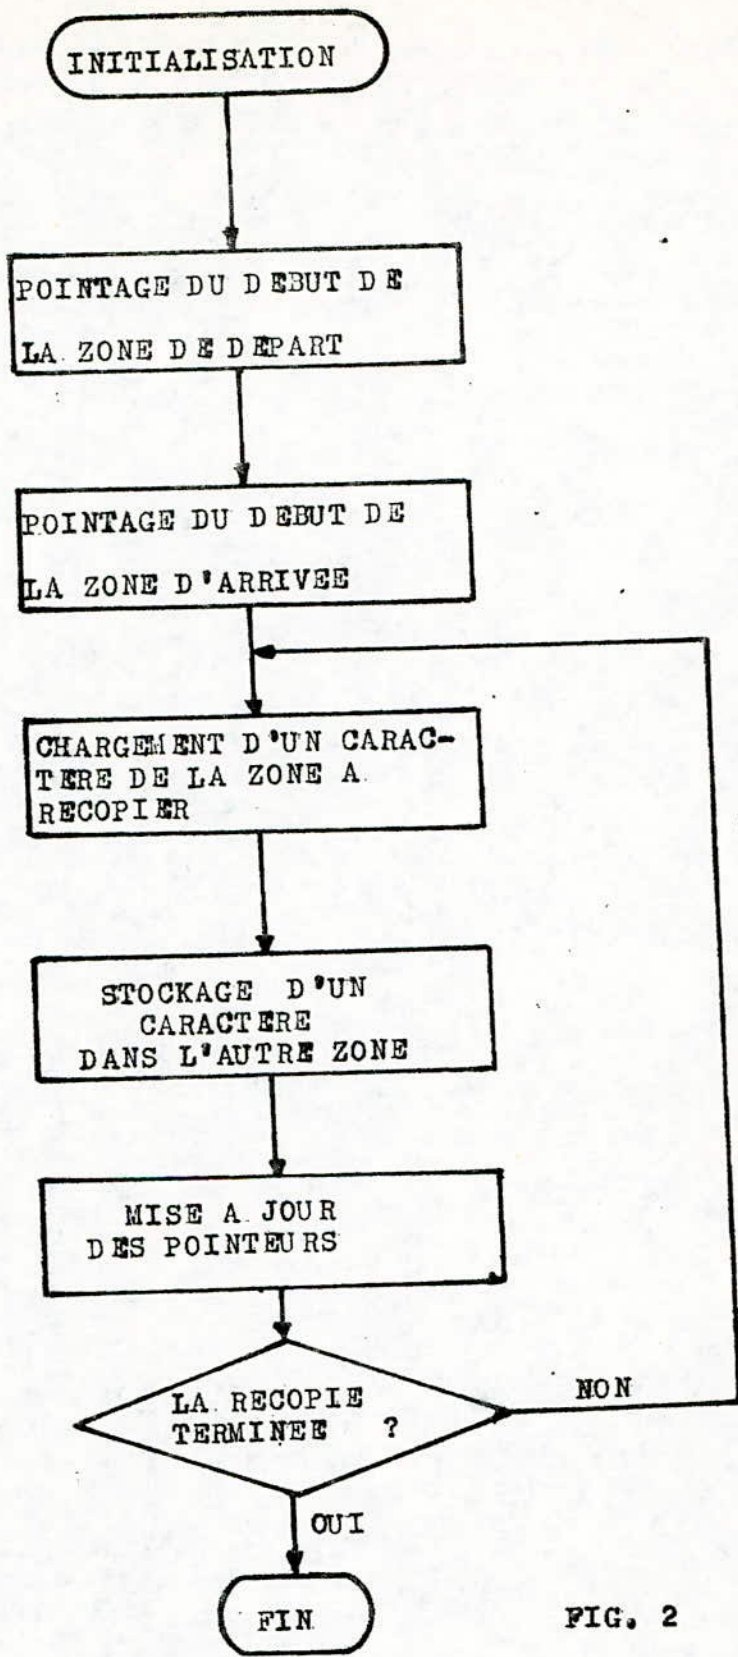 INITIALISATION
POINTAGE DU DEBUT DE
LA ZONE DE DEPART
POINTAGE DU DEBUT DE
LA ZONE D'ARRIVEE
CHARGEMENT D'UN CARAC-
TERE DE LA ZONE A
RECOPIER
STOCKAGE D'UN
CARACTERE
DANS L'AUTRE ZONE
MISE A JOUR
DES POINTEURS
LA RECOPIE
TERMINEE ?
NON
OUI
FIN
FIG. 2